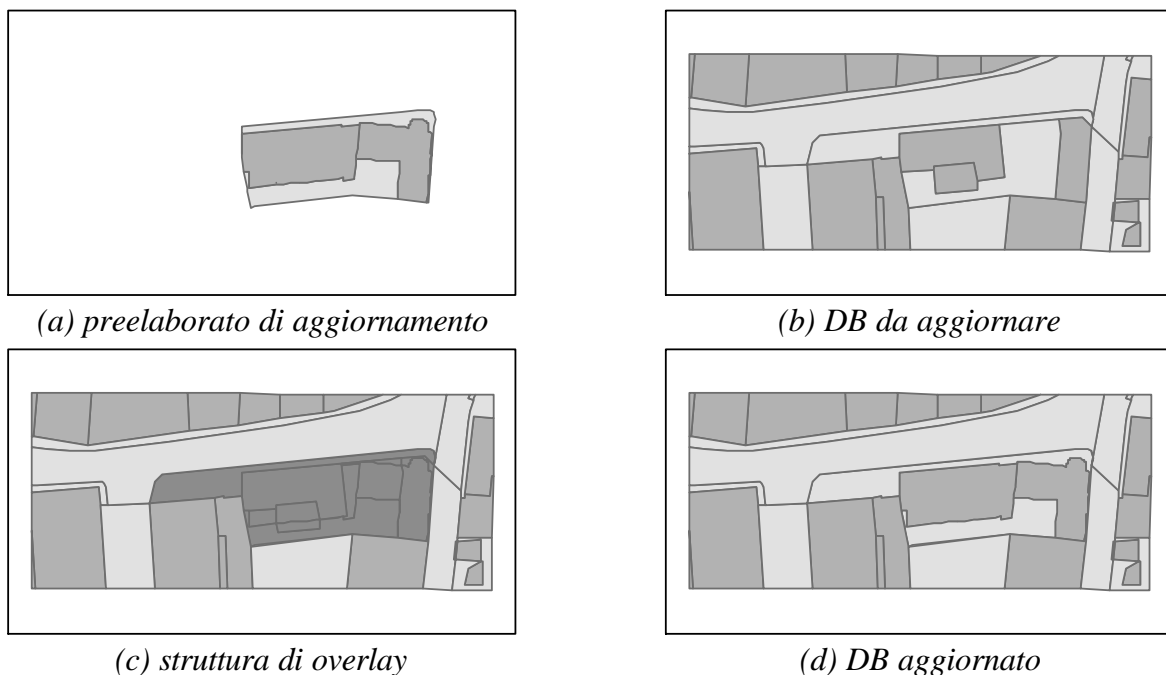 (a) preelaborato di aggiornamento
(b) DB da aggiornare
(c) struttura di overlay
(d) DB aggiornato